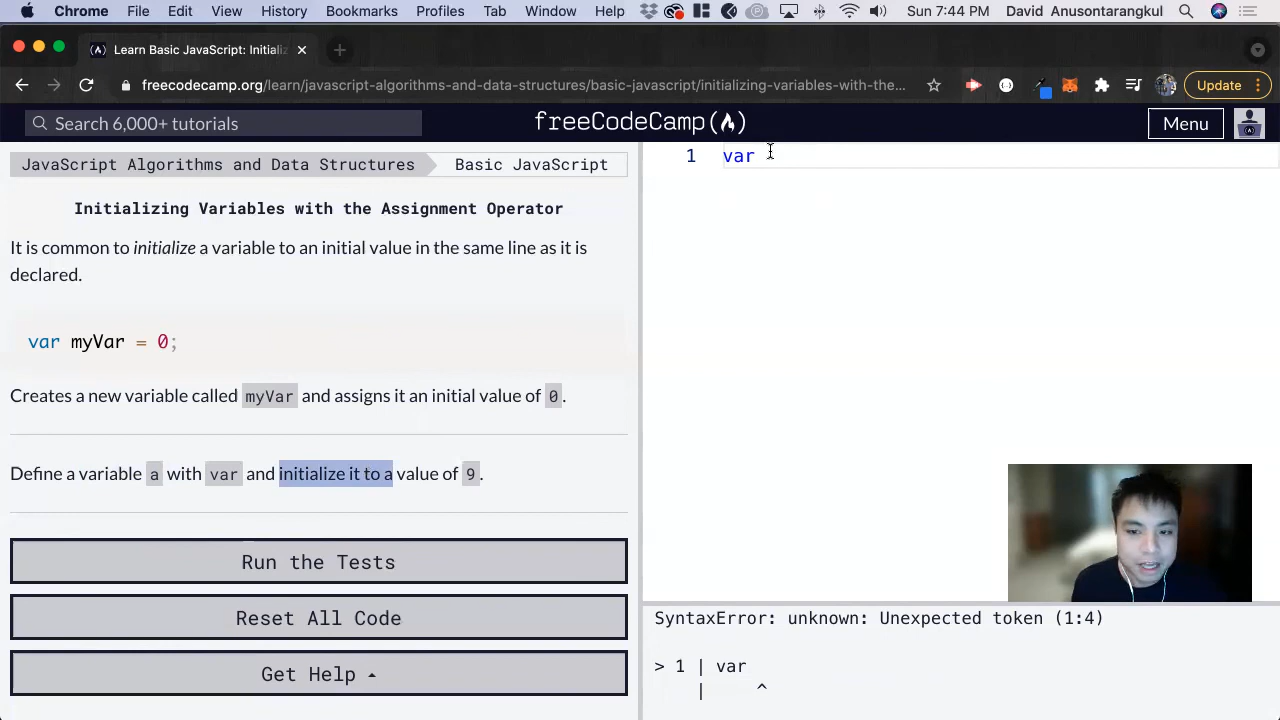 Chrome File Edit View History Bookmarks Profiles Tab Window Help Sun 7:44 PM David Anusontarangkul
Learn Basic JavaScript: Initializ
freecodecamp.org/learn/javascript-algorithms-and-data-structures/basic-javascript/initializing-variables-with-the... Update
Search 6,000+ tutorials freeCodeCamp Menu
JavaScript Algorithms and Data Structures Basic JavaScript
1 var
Initializing Variables with the Assignment Operator
It is common to initialize a variable to an initial value in the same line as it is
declared.
var myVar = 0;
Creates a new variable called myVar and assigns it an initial value of 0.
Define a variable a with var and initialize it to a value of 9.
Run the Tests
Reset All Code
Get Help
SyntaxError: unknown: Unexpected token (1:4)
> 1 | var
| ^